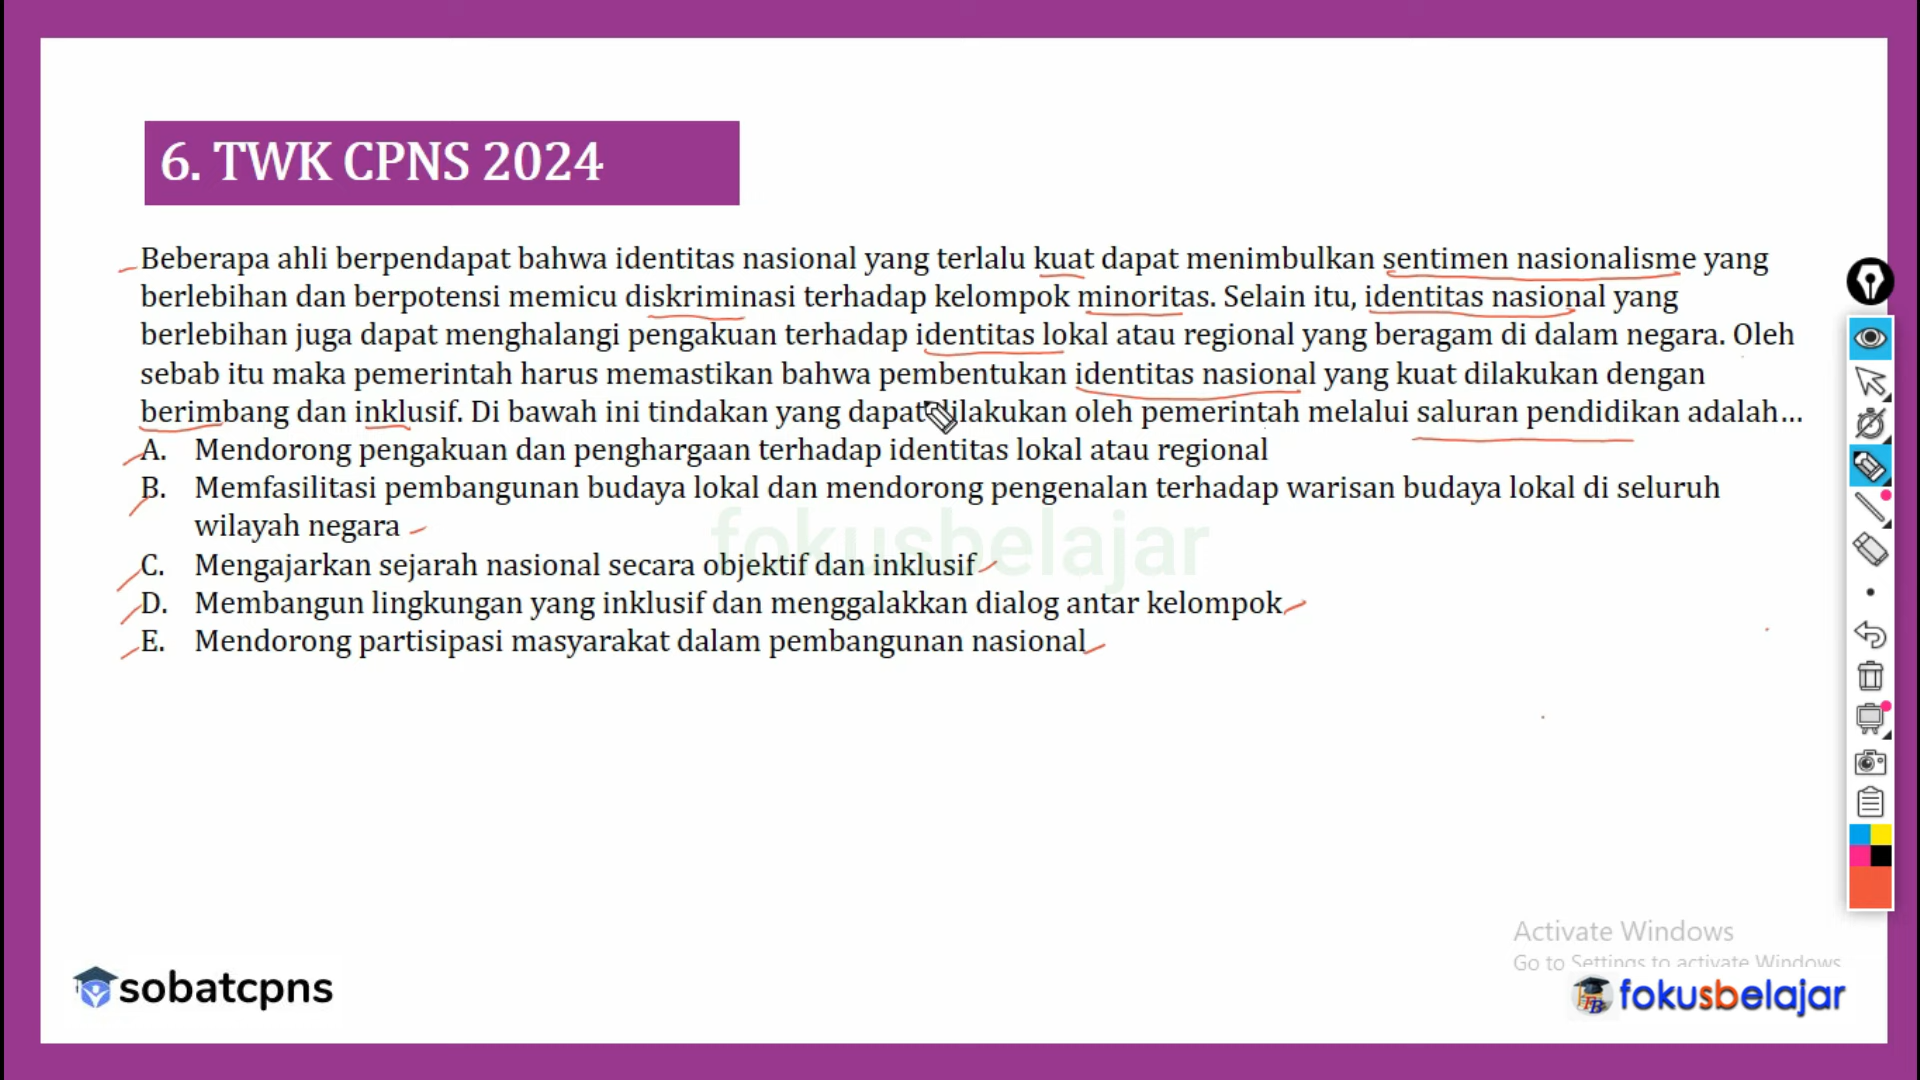 6. TWK CPNS 2024
Beberapa ahli berpendapat bahwa identitas nasional yang terlalu kuat dapat menimbulkan sentimen nasionalisme yang
berlebihan dan berpotensi memicu diskriminasi terhadap kelompok minoritas. Selain itu, identitas nasional yang
berlebihan juga dapat menghalangi pengakuan terhadap identitas lokal atau regional yang beragam di dalam negara. Oleh
sebab itu maka pemerintah harus memastikan bahwa pembentukan identitas nasional yang kuat dilakukan dengan
berimbang dan inklusif. Di bawah ini tindakan yang dapat dilakukan oleh pemerintah melalui saluran pendidikan adalah...
A. Mendorong pengakuan dan penghargaan terhadap identitas lokal atau regional
B. Memfasilitasi pembangunan budaya lokal dan mendorong pengenalan terhadap warisan budaya lokal di seluruh
wilayah negara
fokusbelajar
C. Mengajarkan sejarah nasional secara objektif dan inklusif
D. Membangun lingkungan yang inklusif dan menggalakkan dialog antar kelompok
E. Mendorong partisipasi masyarakat dalam pembangunan nasional
Activate Windows
Go to Settings to activate Windows
sobatcpns
fokusbelajar